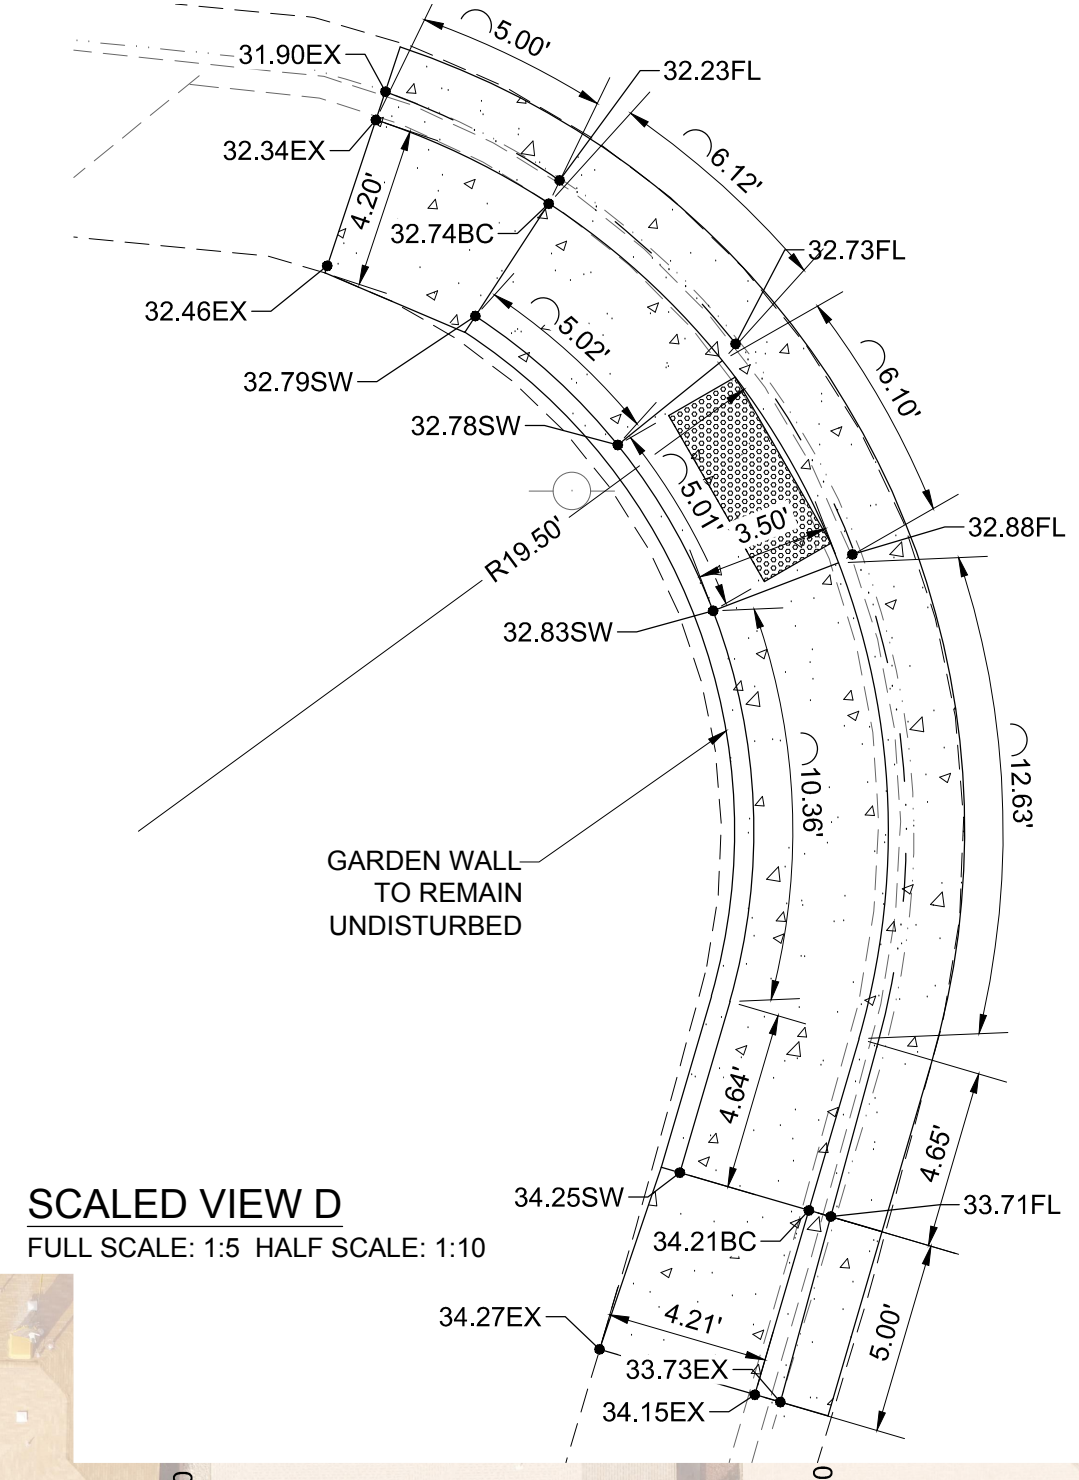 5.00'
31.90EX
32.23FL
32.34EX
6.12'
4.20'
32.74BC
32.73FL
32.46EX
5.02'
32.79SW
6.10'
32.78SW
5.01'
3.50'
32.88FL
R19.50'
32.83SW
10.36'
12.63'
GARDEN WALL
TO REMAIN
UNDISTURBED
4.64'
4.65'
SCALED VIEW D
FULL SCALE: 1:5 HALF SCALE: 1:10
34.25SW
33.71FL
34.21BC
34.27EX
4.21'
5.00'
33.73EX
34.15EX
0
0